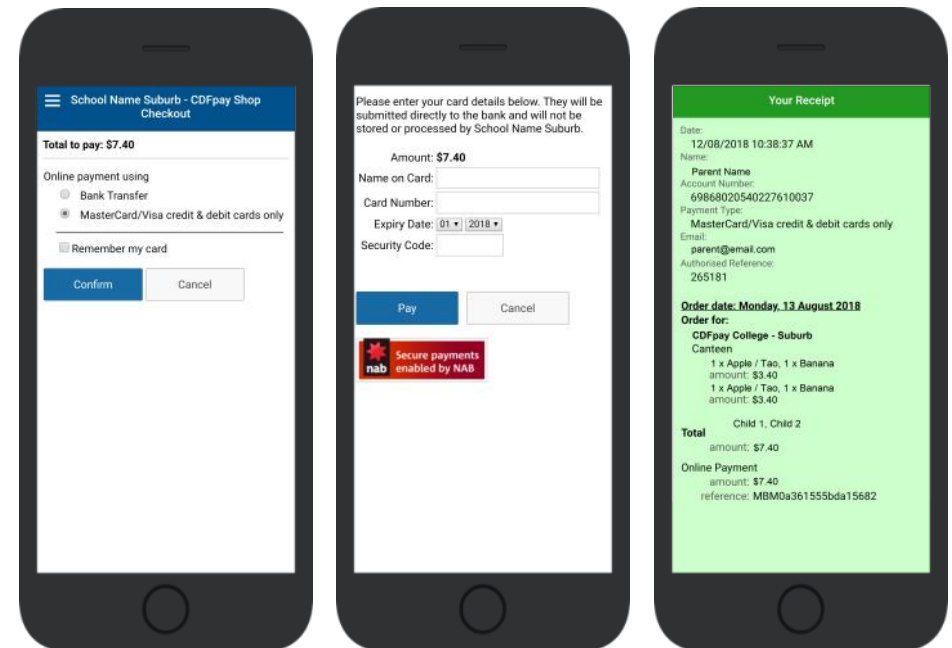 School Name Suburb - CDFpay Shop
Checkout
Total to pay: $7.40
Online payment using
Bank Transfer
MasterCard/Visa credit & debit cards only
Remember my card
Confirm
Cancel
Please enter your card details below. They will be
submitted directly to the bank and will not be
stored or processed by School Name Suburb.
Amount: $7.40
Name on Card:
Card Number:
Expiry Date: 01 2018
Security Code:
Pay
Cancel
nab
Secure payments
enabled by NAB
Your Receipt
Date:
12/08/2018 10:38:37 AM
Name:
Parent Name
Account Number:
69868020540227610037
Payment Type:
MasterCard/Visa credit & debit cards only
Email:
parent@email.com
Authorised Reference:
265181
Order date: Monday, 13 August 2018
Order for:
CDFpay College - Suburb
Canteen
1 x Apple / Tao, 1 x Banana
amount: $3.40
1 x Apple / Tao, 1 x Banana
amount: $3.40
Child 1, Child 2
Total
amount: $7.40
Online Payment
amount: $7.40
reference: MBM0a361555bda15682